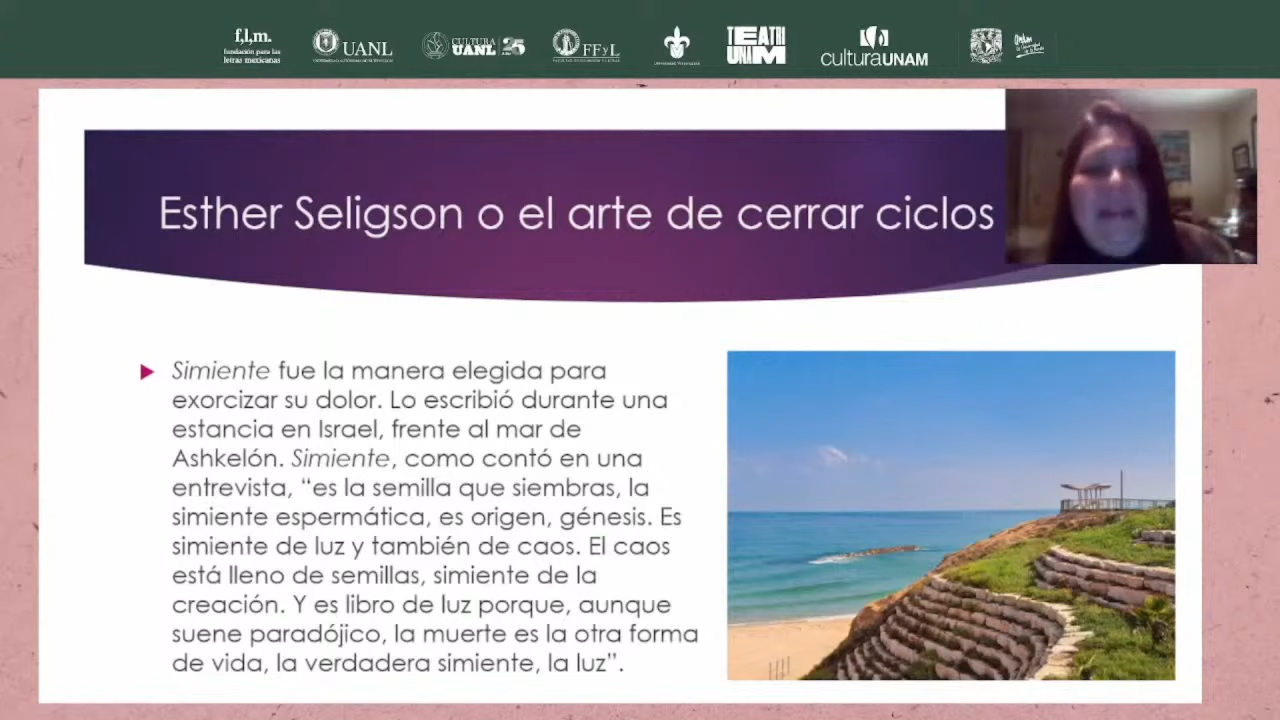 f,l,m.
fundación para las
letras mexicanas
UANL
CULTURA
UANL 25
FFyL
TEATRO
UNAM
culturaUNAM
Esther Seligson o el arte de cerrar ciclos
Simiente fue la manera elegida para
exorcizar su dolor. Lo escribió durante una
estancia en Israel, frente al mar de
Ashkelón. Simiente, como contó en una
entrevista, “es la semilla que siembras, la
simiente espermática, es origen, génesis. Es
simiente de luz y también de caos. El caos
está lleno de semillas, simiente de la
creación. Y es libro de luz porque, aunque
suene paradójico, la muerte es la otra forma
de vida, la verdadera simiente, la luz”.